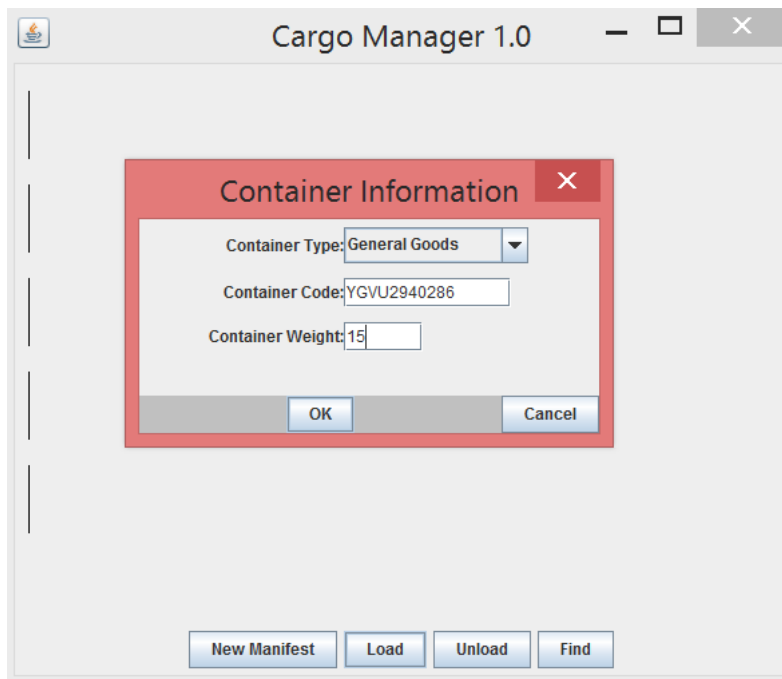 Cargo Manager 1.0
Container Information
Container Type: General Goods
Container Code: YGVU2940286
Container Weight: 15
OK Cancel
New Manifest Load Unload Find